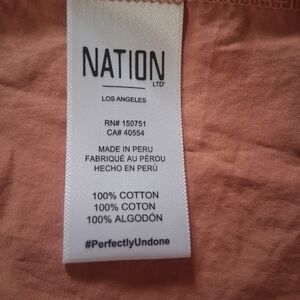 NATION
LTD
LOS ANGELES
RN# 150751
CA# 40554
MADE IN PERU
FABRIQUÉ AU PÉROU
HECHO EN PERÚ
100% COTTON
100% COTON
100% ALGODÓN
#PerfectlyUndone